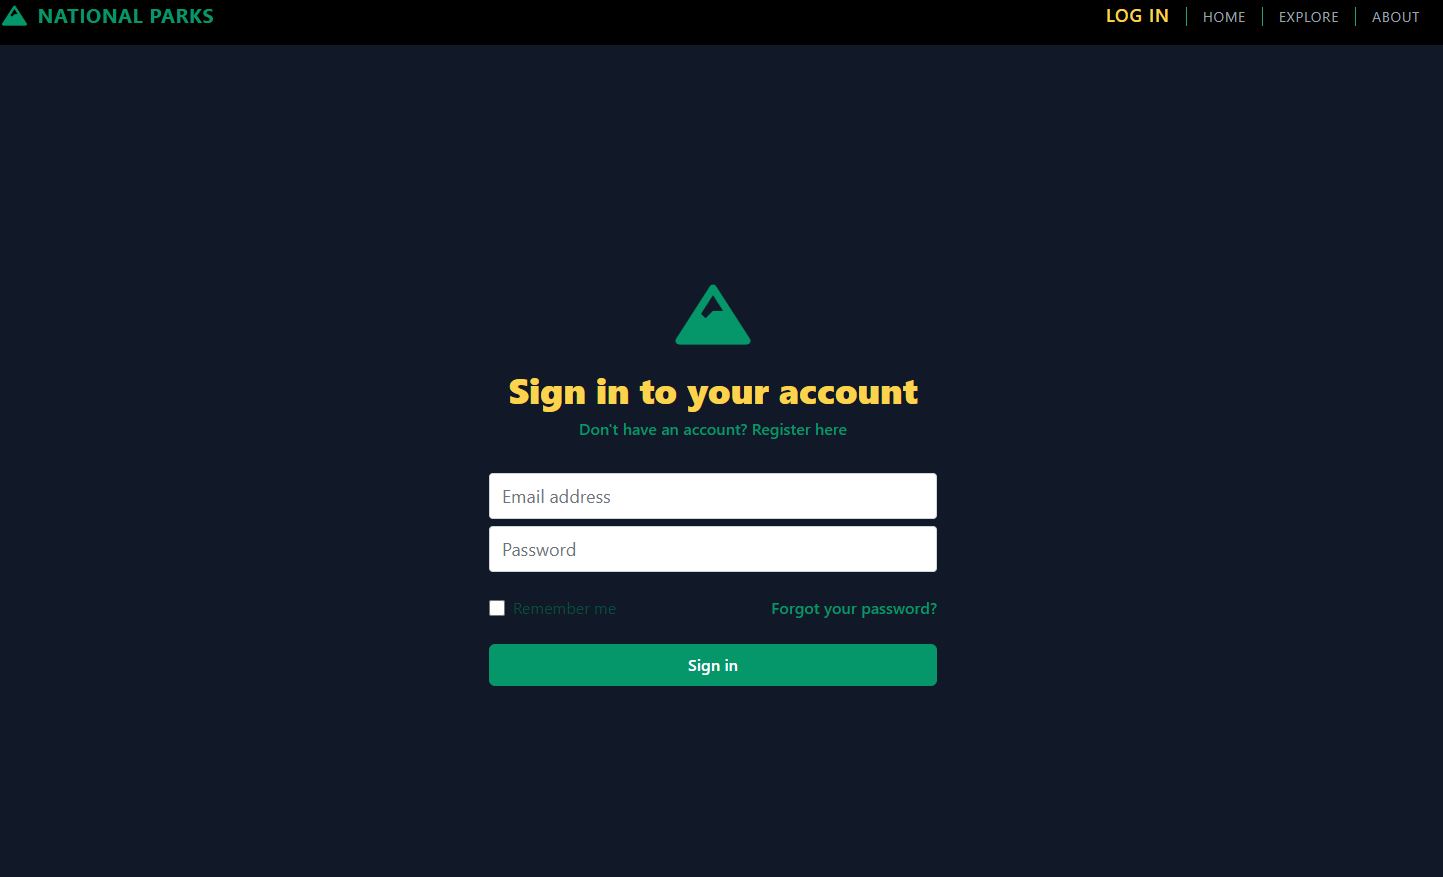 NATIONAL PARKS
LOG IN
HOME
EXPLORE
ABOUT
Sign in to your account
Don't have an account? Register here
Email address
Password
Remember me
Forgot your password?
Sign in